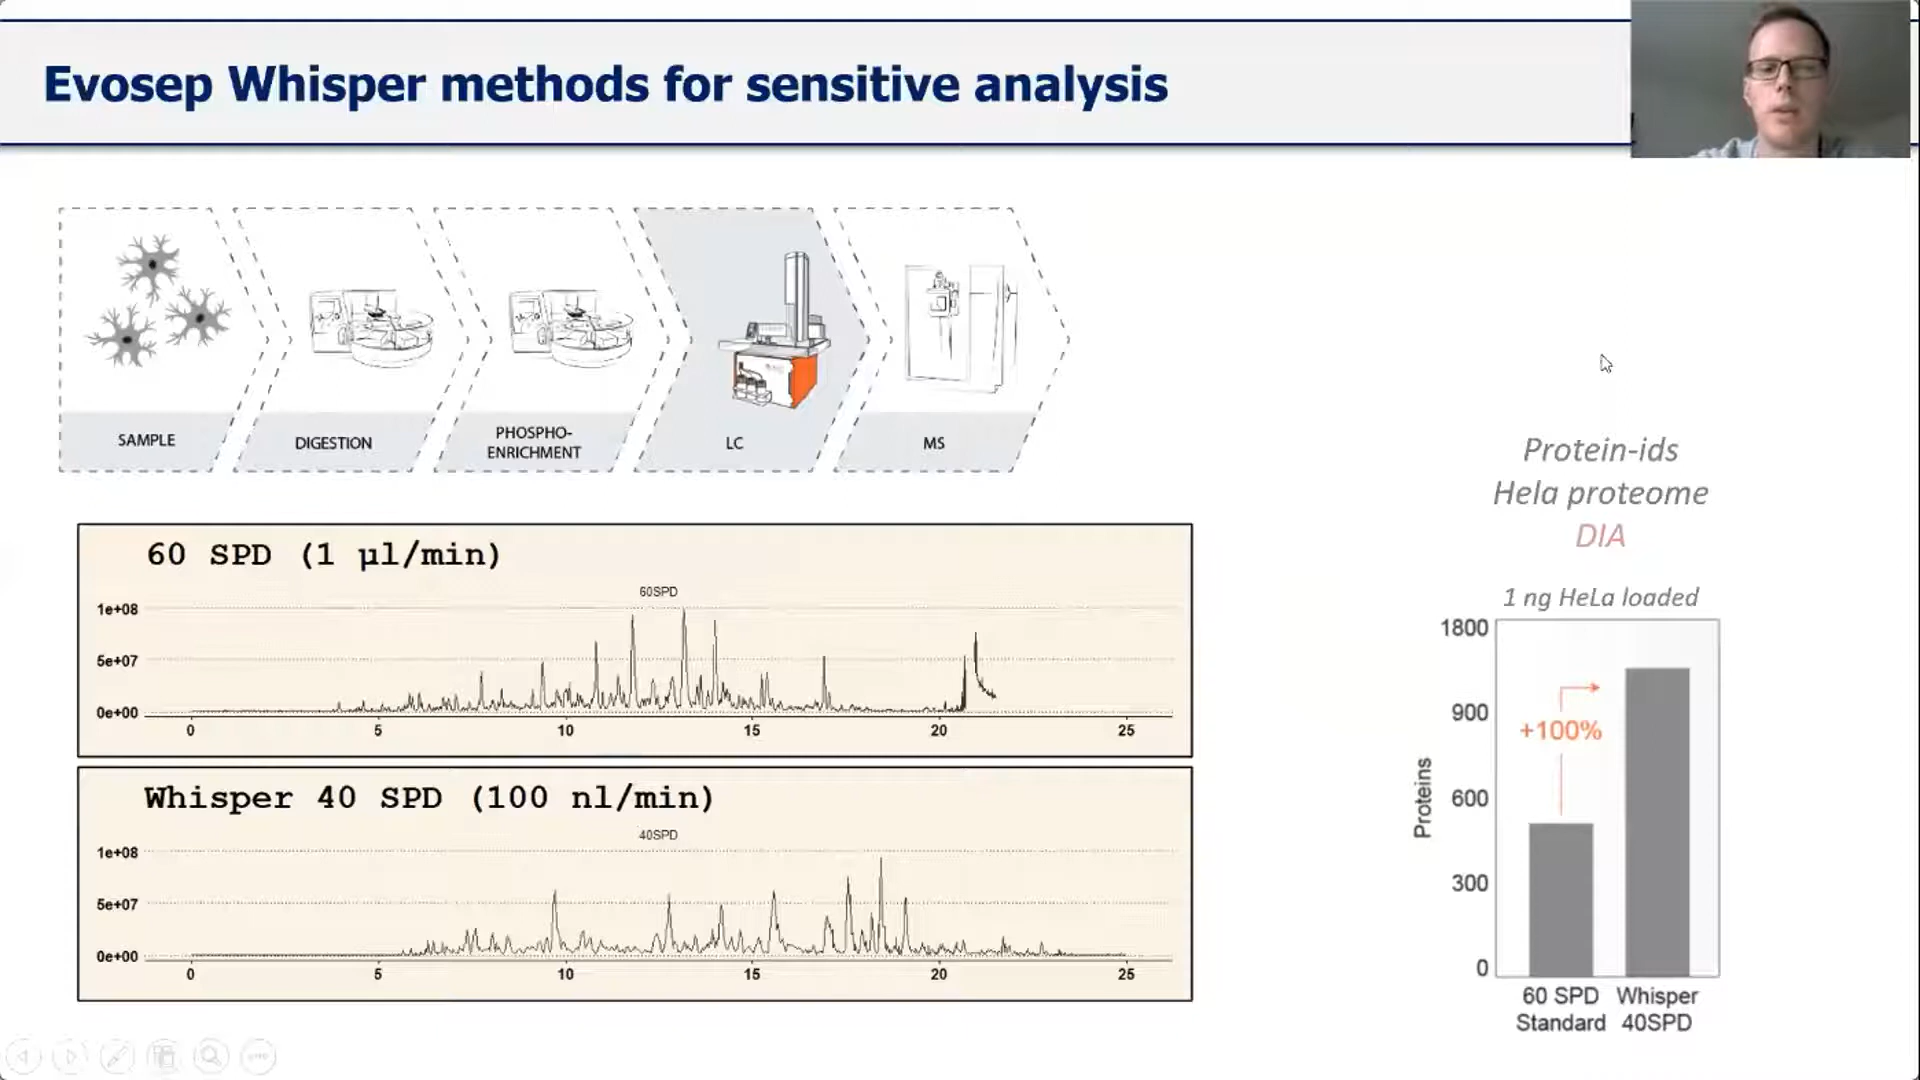 Evosep Whisper methods for sensitive analysis
SAMPLE
DIGESTION
PHOSPHO-
ENRICHMENT
LC
MS
60 SPD (1 µl/min)
60SPD
1e+08
5e+07
0e+00
0 5 10 15 20 25
Whisper 40 SPD (100 nl/min)
40SPD
1e+08
5e+07
0e+00
0 5 10 15 20 25
Protein-ids
Hela proteome
DIA
1 ng HeLa loaded
1800
900
600
300
0
Proteins
+100%
60 SPD Standard
Whisper 40SPD